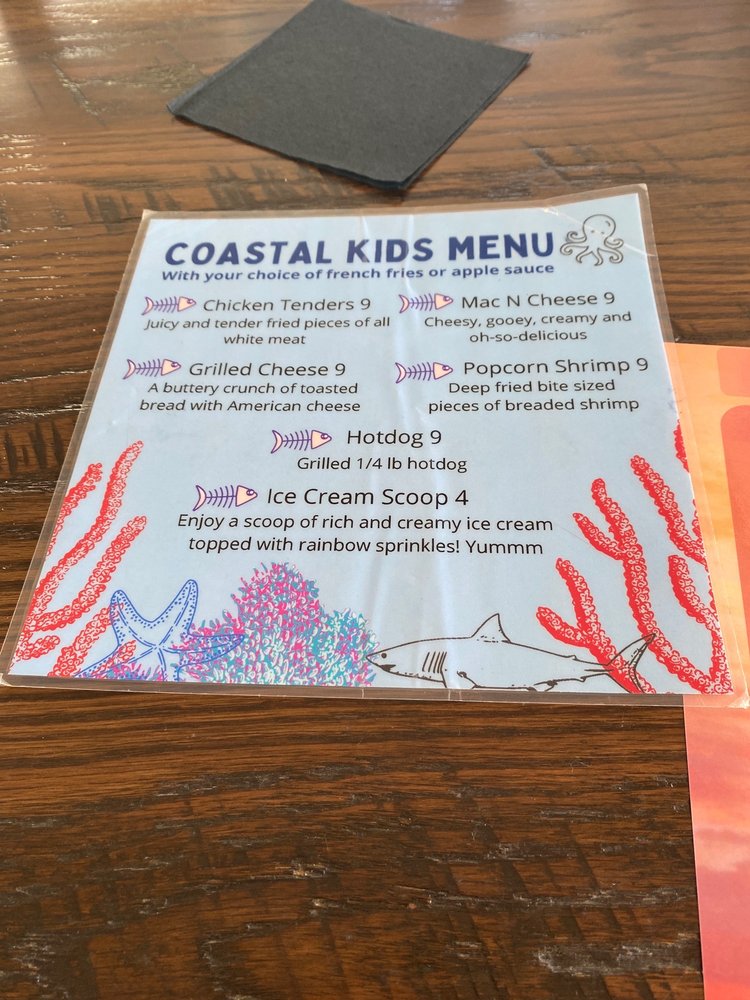 COASTAL KIDS MENU
With your choice of french fries or apple sauce
Chicken Tenders 9
Juicy and tender fried pieces of all
white meat
Mac N Cheese 9
Cheesy, gooey, creamy and
oh-so-delicious
Grilled Cheese 9
A buttery crunch of toasted
bread with American cheese
Popcorn Shrimp 9
Deep fried bite sized
pieces of breaded shrimp
Hotdog 9
Grilled 1/4 lb hotdog
Ice Cream Scoop 4
Enjoy a scoop of rich and creamy ice cream
topped with rainbow sprinkles! Yummm